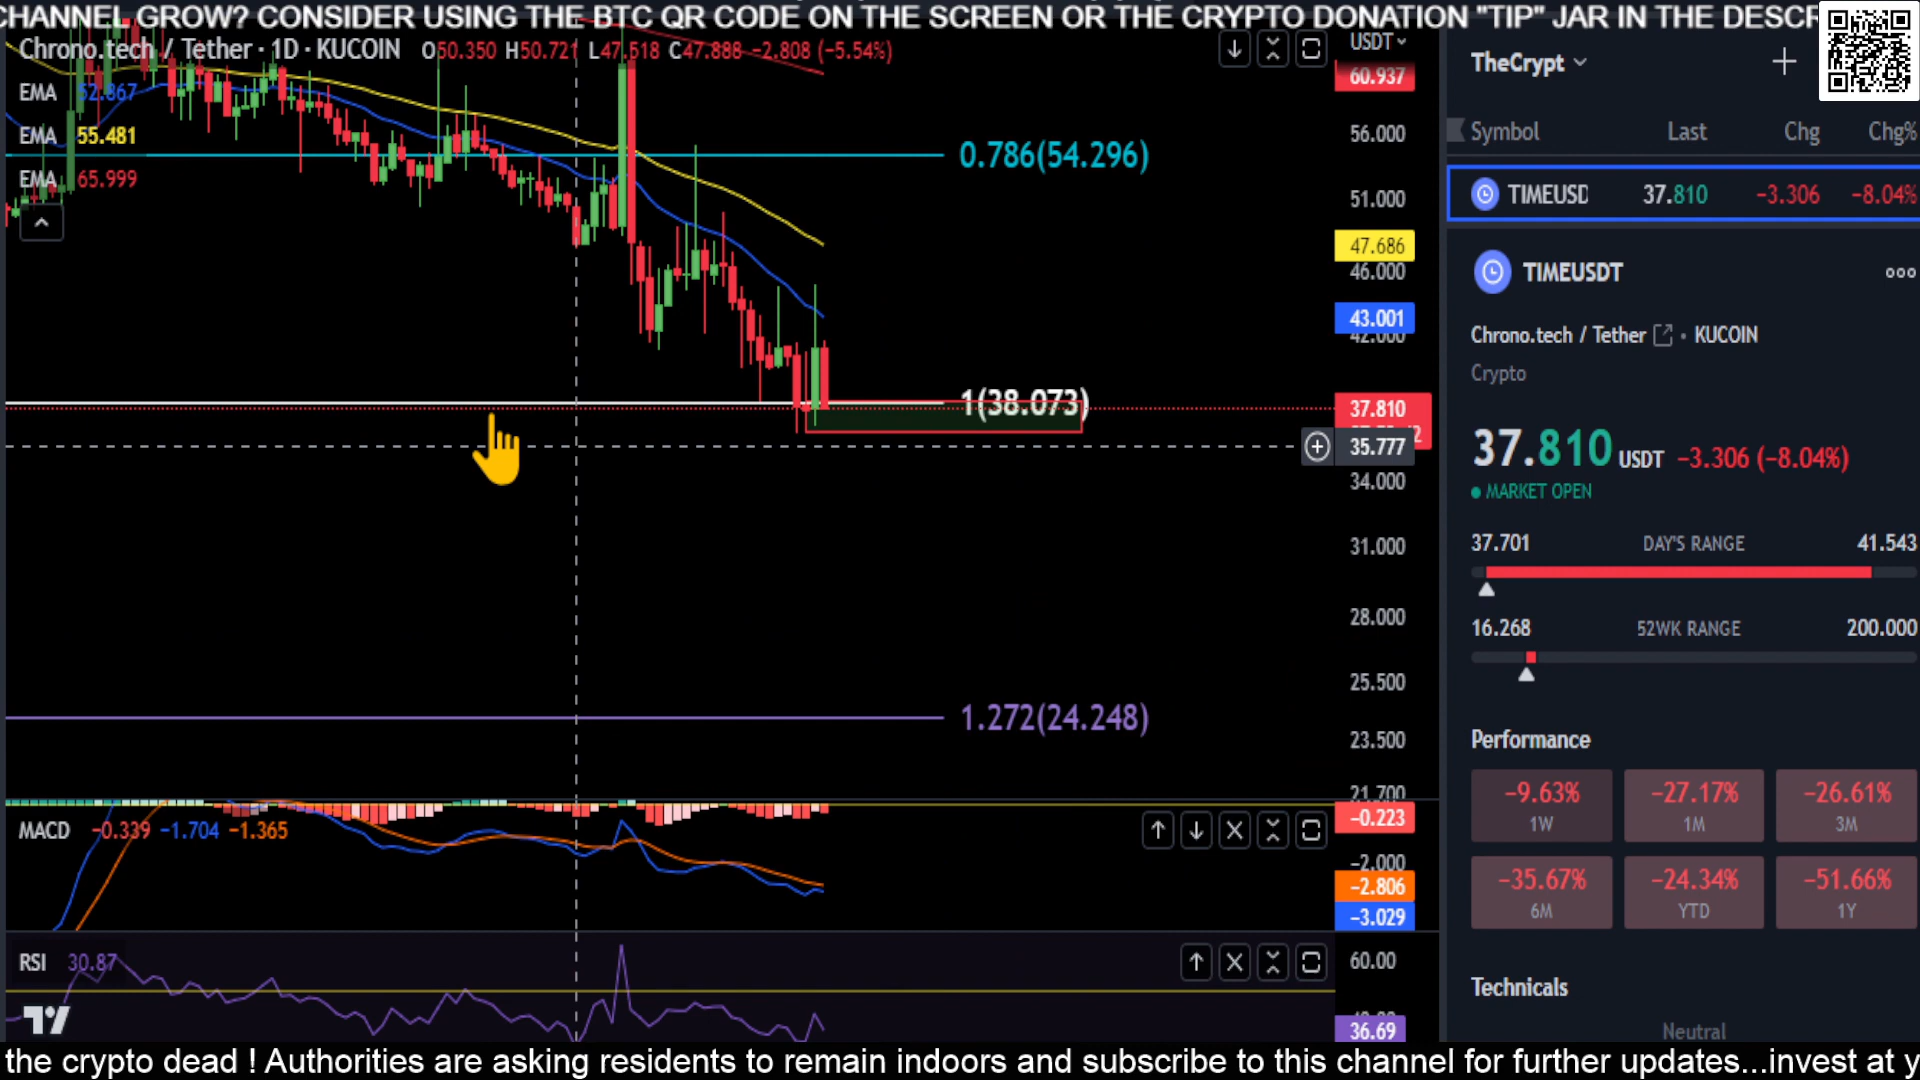 CHANNEL GROW? CONSIDER USING THE BTC QR CODE ON THE SCREEN OR THE CRYPTO DONATION "TIP" JAR IN THE DESCR
Chrono.tech / Tether · 1D · KUCOIN O50.350 H50.721 L47.518 C47.888 −2.808 (−5.54%)
EMA 52.867
EMA 55.481
EMA 65.999
0.786(54.296)
1(38.073)
1.272(24.248)
USDT
60.937
56.000
51.000
47.686
46.000
43.001
42.000
37.810
35.777
34.000
31.000
28.000
25.500
23.500
21.700
MACD −0.339 −1.704 −1.365
−0.223
−2.000
−2.806
−3.029
RSI 30.87
60.00
36.69
TheCrypt
Symbol Last Chg Chg%
TIMEUSD 37.810 −3.306 −8.04%
TIMEUSDT
Chrono.tech / Tether · KUCOIN
Crypto
37.810 USDT −3.306 (−8.04%)
MARKET OPEN
37.701 DAY'S RANGE 41.543
16.268 52WK RANGE 200.000
Performance
−9.63% −27.17% −26.61%
1W 1M 3M
−35.67% −24.34% −51.66%
6M YTD 1Y
Technicals
Neutral
the crypto dead ! Authorities are asking residents to remain indoors and subscribe to this channel for further updates...invest at y